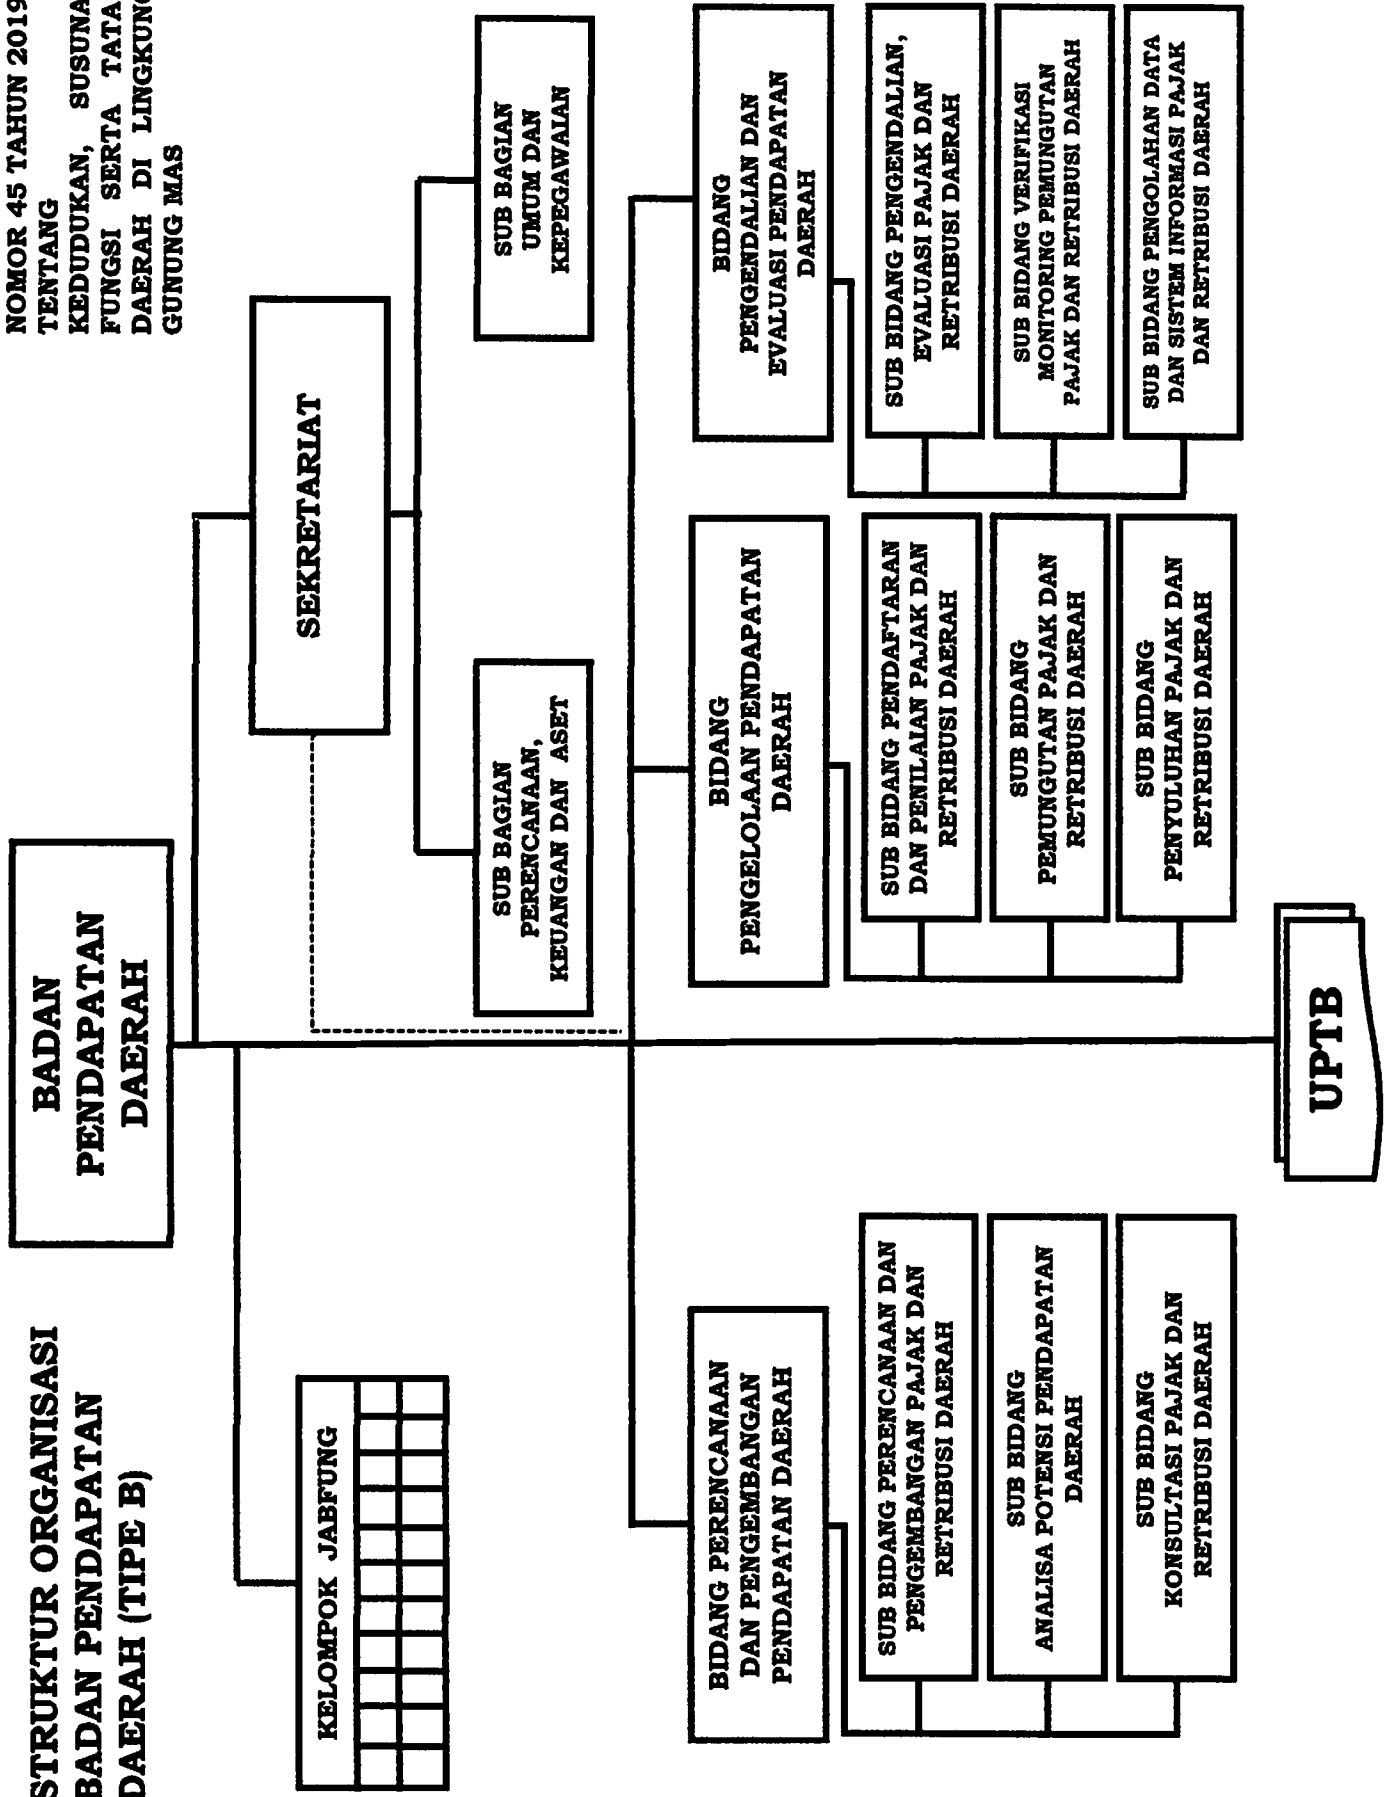 STRUKTUR ORGANISASI
BADAN PENDAPATAN
DAERAH (TIPE B)
BADAN
PENDAPATAN
DAERAH
NOMOR 45 TAHUN 2019
TENTANG
KEDUDUKAN, SUSUNA
FUNGSI SERTA TATA
DAERAH DI LINGKUNG
GUNUNG MAS
SEKRETARIAT
KELOMPOK JABFUNG
SUB BAGIAN
PERENCANAAN,
KEUANGAN DAN ASET
SUB BAGIAN
UMUM DAN
KEPEGAWAIAN
BIDANG PERENCANAAN
DAN PENGEMBANGAN
PENDAPATAN DAERAH
SUB BIDANG PERENCANAAN DAN
PENGEMBANGAN PAJAK DAN
RETRIBUSI DAERAH
SUB BIDANG
ANALISA POTENSI PENDAPATAN
DAERAH
SUB BIDANG
KONSULTASI PAJAK DAN
RETRIBUSI DAERAH
BIDANG
PENGELOLAAN PENDAPATAN
DAERAH
SUB BIDANG PENDAFTARAN
DAN PENILAIAN PAJAK DAN
RETRIBUSI DAERAH
SUB BIDANG
PEMUNGUTAN PAJAK DAN
RETRIBUSI DAERAH
SUB BIDANG
PENYULUHAN PAJAK DAN
RETRIBUSI DAERAH
BIDANG
PENGENDALIAN DAN
EVALUASI PENDAPATAN
DAERAH
SUB BIDANG PENGENDALIAN,
EVALUASI PAJAK DAN
RETRIBUSI DAERAH
SUB BIDANG VERIFIKASI
MONITORING PEMUNGUTAN
PAJAK DAN RETRIBUSI DAERAH
SUB BIDANG PENGOLAHAN DATA
DAN SISTEM INFORMASI PAJAK
DAN RETRIBUSI DAERAH
UPTB